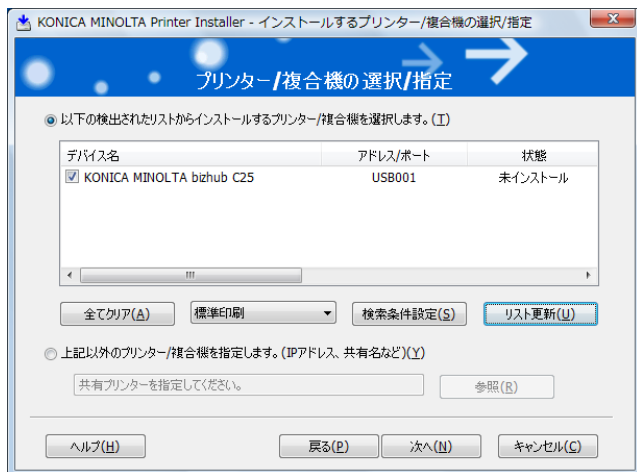 KONICA MINOLTA Printer Installer - インストールするプリンター/複合機の選択/指定
プリンター/複合機の選択/指定
以下の検出されたリストからインストールするプリンター/複合機を選択します。(T)
デバイス名 アドレス/ポート 状態
KONICA MINOLTA bizhub C25 USB001 未インストール
全てクリア(A) 標準印刷 検索条件設定(S) リスト更新(U)
上記以外のプリンター/複合機を指定します。(IPアドレス、共有名など)(Y)
共有プリンターを指定してください。 参照(R)
ヘルプ(H) 戻る(P) 次へ(N) キャンセル(C)